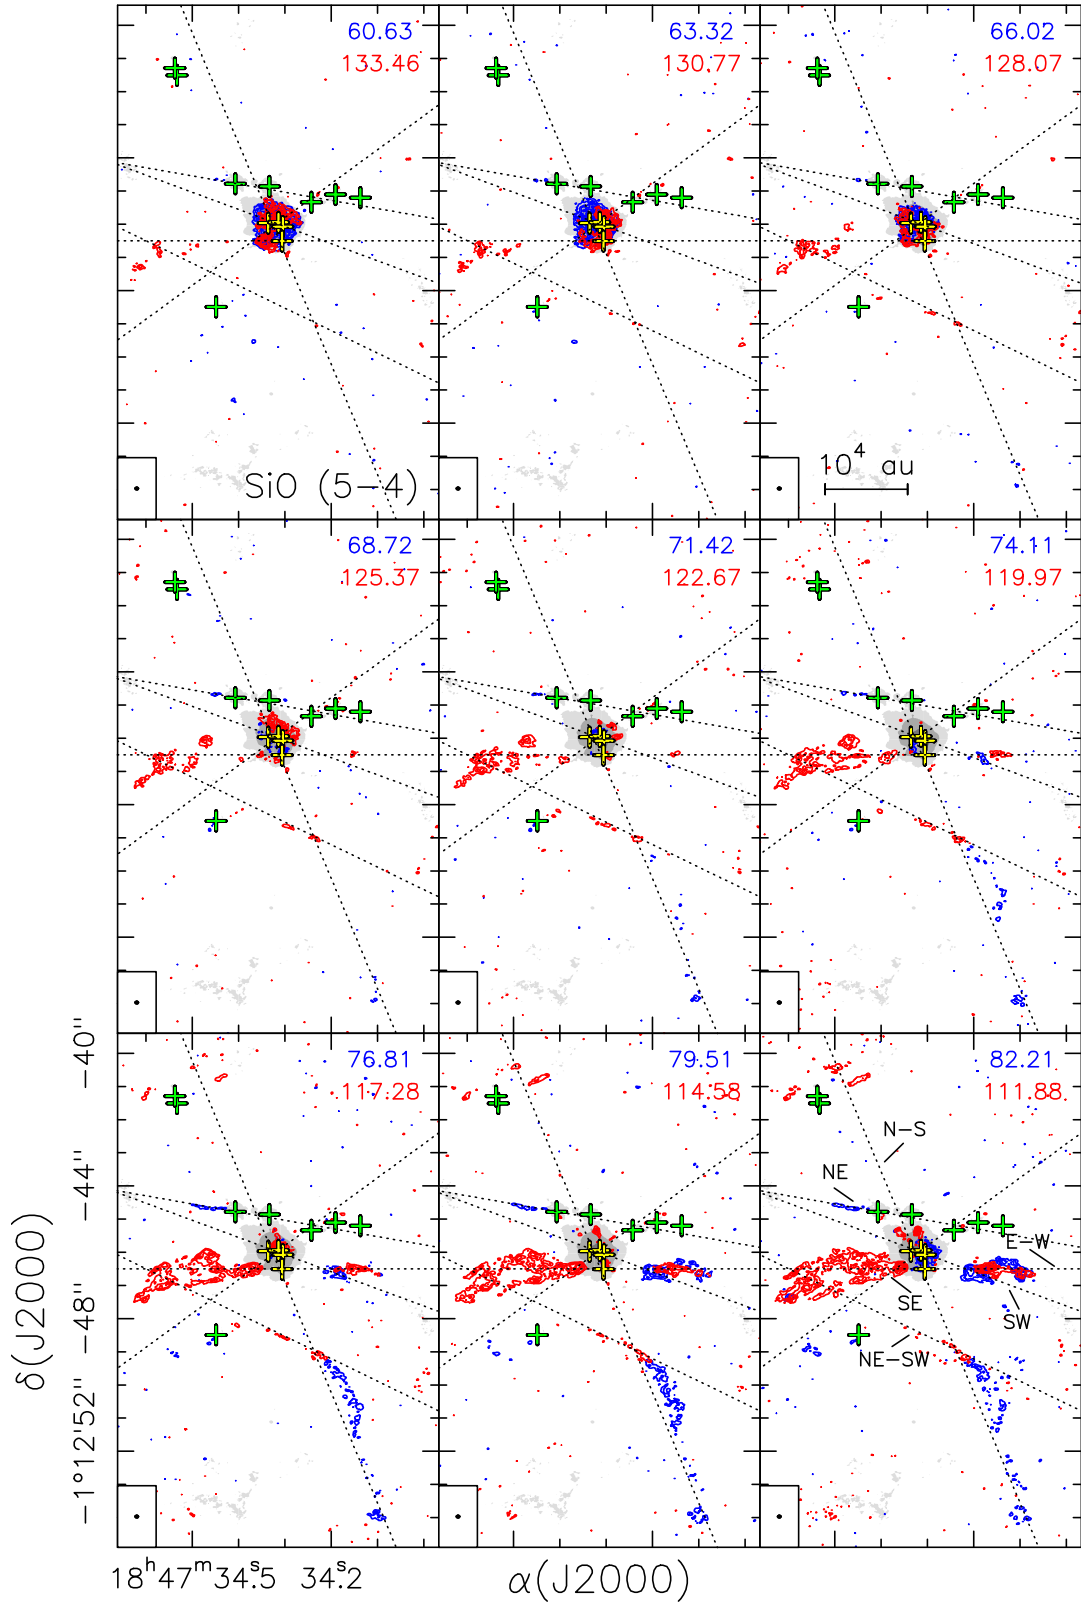 60.63
133.46
63.32
130.77
66.02
128.07
SiO (5–4)
10⁴ au
68.72
125.37
71.42
122.67
74.11
119.97
76.81
117.28
79.51
114.58
82.21
111.88
N–S
NE
E–W
SE
SW
NE–SW
−40''
−44''
−48''
−1°12'52''
δ(J2000)
18ʰ47ᵐ34ˢ.5 34ˢ.2
α(J2000)